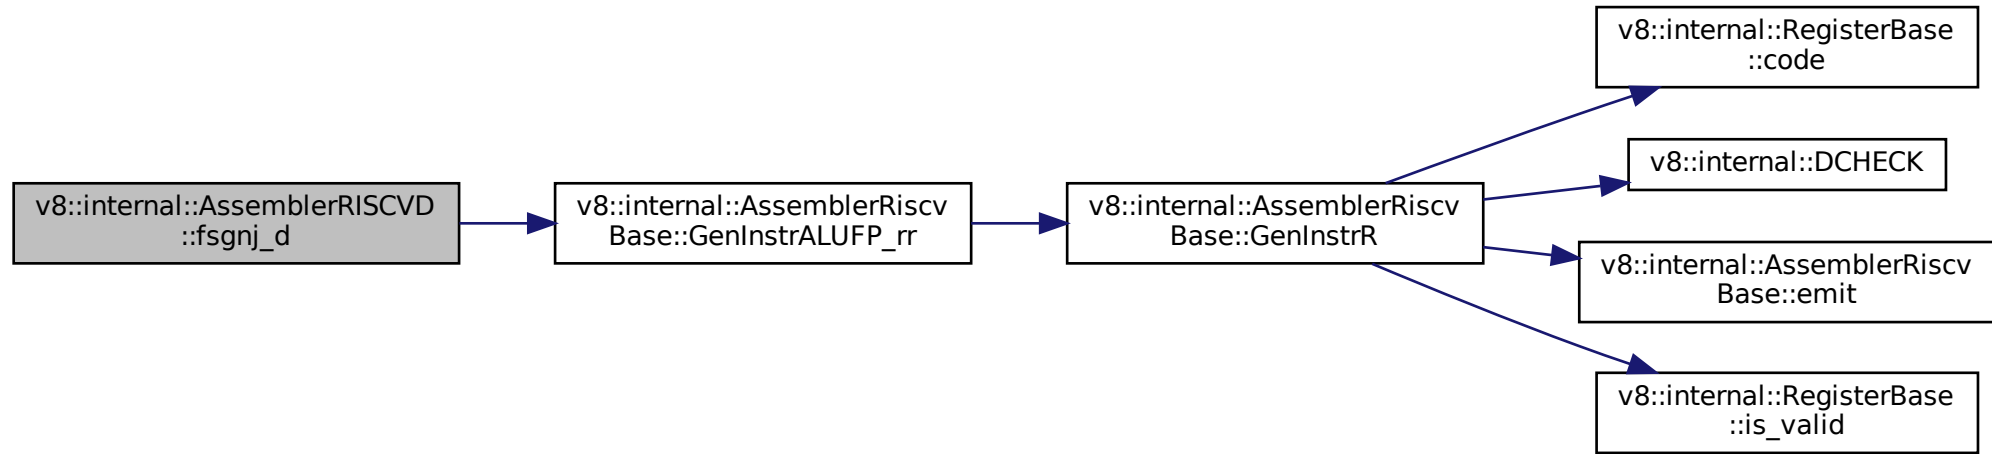 v8::internal::AssemblerRISCVD
::fsgnj_d
v8::internal::AssemblerRiscv
Base::GenInstrALUFP_rr
v8::internal::AssemblerRiscv
Base::GenInstrR
v8::internal::RegisterBase
::code
v8::internal::DCHECK
v8::internal::AssemblerRiscv
Base::emit
v8::internal::RegisterBase
::is_valid